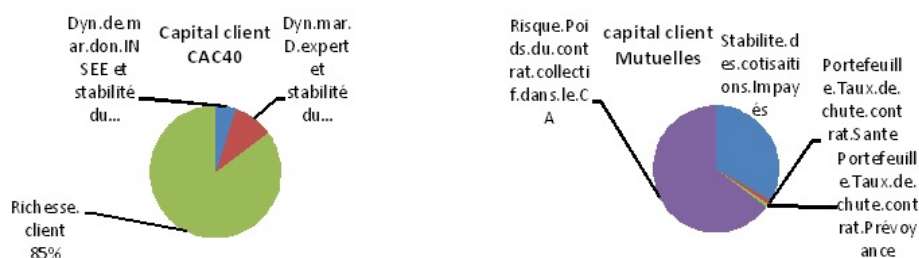 Capital client
CAC40
Dyn.de.
mar.don.IN
SEE et
stabilité
du...
Dyn.mar.
D.expert
et
stabilité
du...
Richesse.
client
85%
capital client
Mutuelles
Risque.Poi
ds.du.cont
rat.collecti
f.dans.le.C
A
Stabilite.d
es.cotisaiti
ons.Impay
és
Portefeuill
e.Taux.de.
chute.cont
rat.Sante
Portefeuill
e.Taux.de.
chute.cont
rat.Prévoy
ance